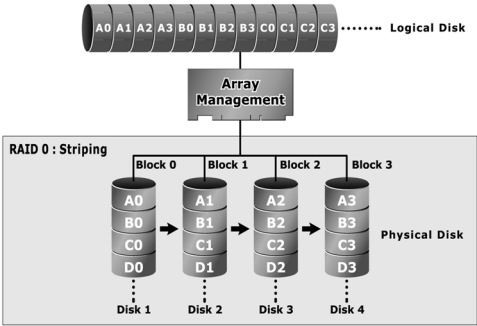 A0 A1 A2 A3 B0 B1 B2 B3 C0 C1 C2 C3 Logical Disk
Array
Management
RAID 0 : Striping
Block 0 Block 1 Block 2 Block 3
A0 A1 A2 A3
B0 B1 B2 B3
Physical Disk
C0 C1 C2 C3
D0 D1 D2 D3
Disk 1 Disk 2 Disk 3 Disk 4